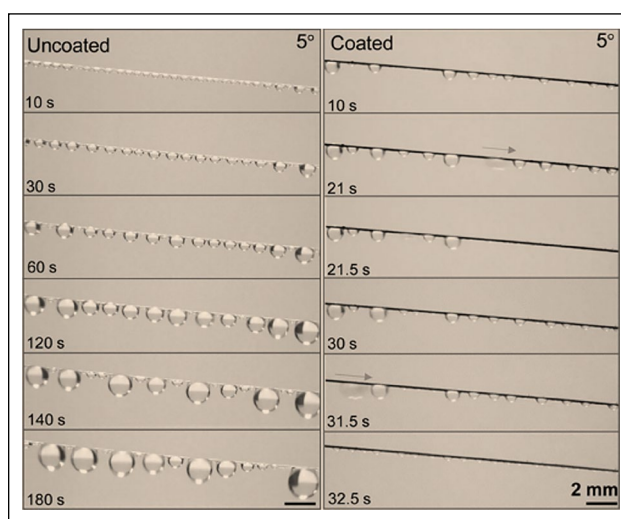 Uncoated 5°
10 s
30 s
60 s
120 s
140 s
180 s
Coated 5°
10 s
21 s
21.5 s
30 s
31.5 s
32.5 s
2 mm